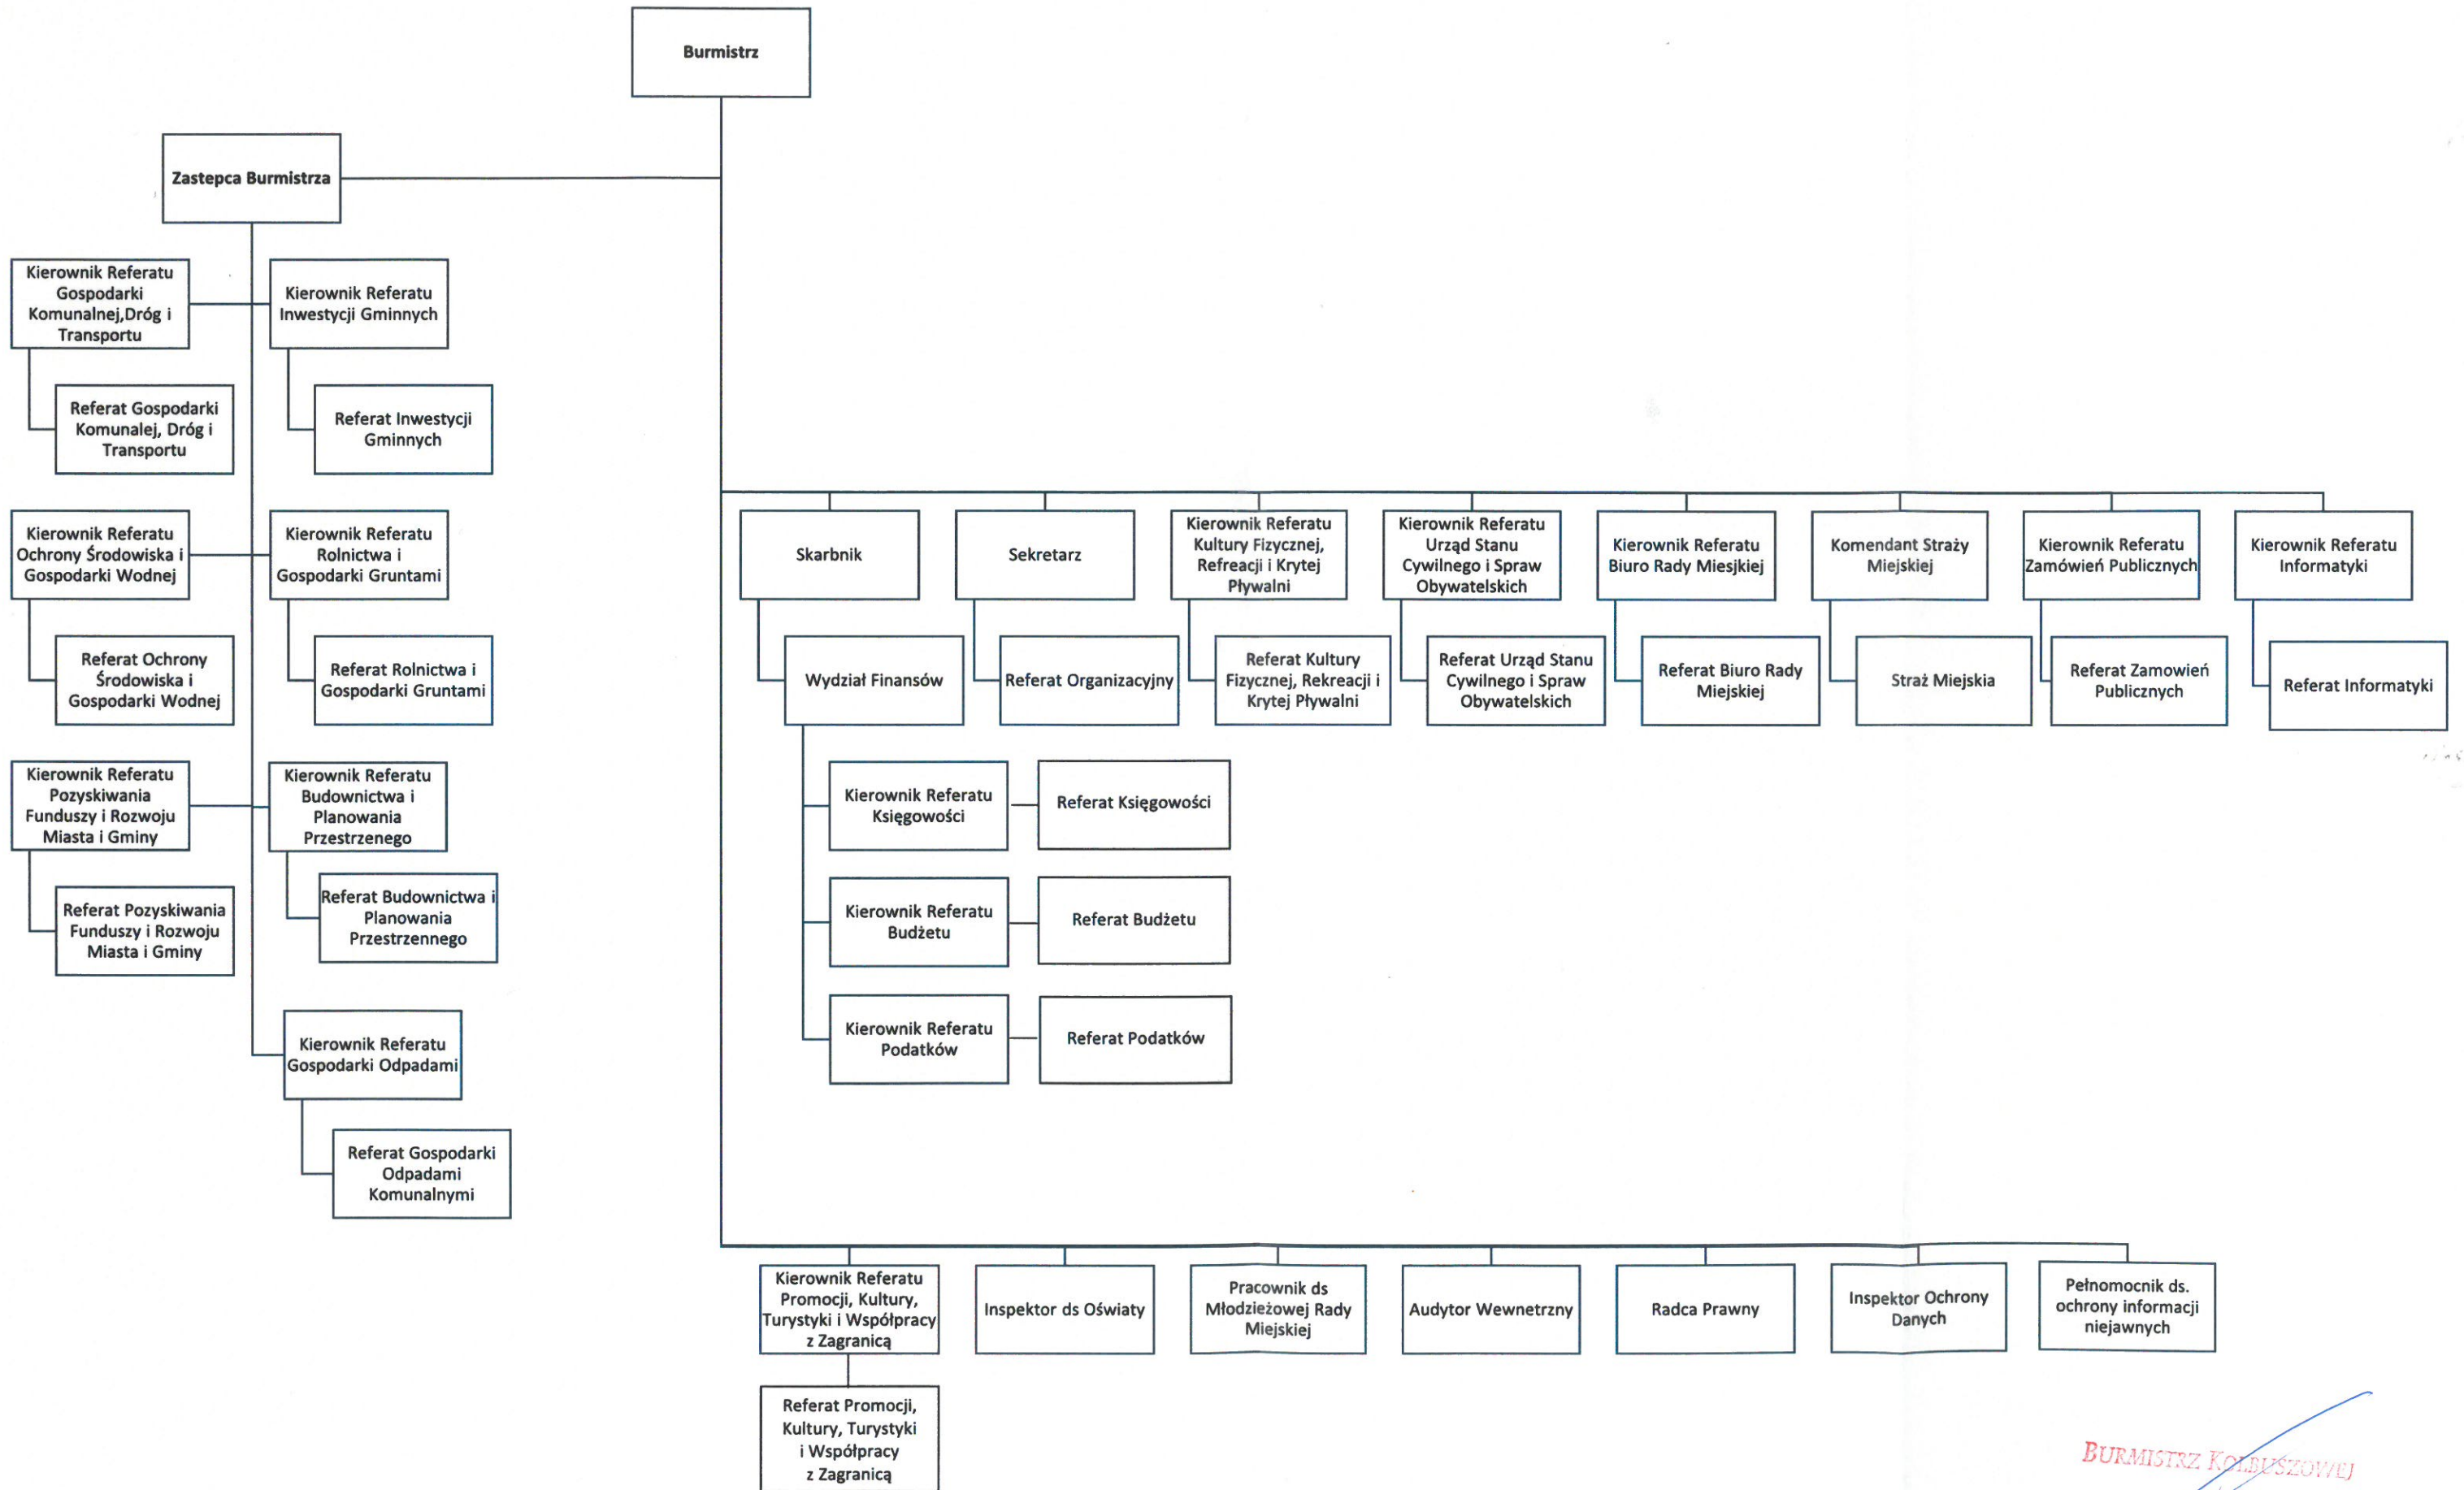 Burmistrz
Zastepca Burmistrza
Kierownik Referatu
Gospodarki
Komunalnej,Dróg i
Transportu
Kierownik Referatu
Inwestycji Gminnych
Referat Gospodarki
Komunalej, Dróg i
Transportu
Referat Inwestycji
Gminnych
Kierownik Referatu
Ochrony Środowiska i
Gospodarki Wodnej
Kierownik Referatu
Rolnictwa i
Gospodarki Gruntami
Referat Ochrony
Środowiska i
Gospodarki Wodnej
Referat Rolnictwa i
Gospodarki Gruntami
Kierownik Referatu
Pozyskiwania
Funduszy i Rozwoju
Miasta i Gminy
Kierownik Referatu
Budownictwa i
Planowania
Przestrzenego
Referat Pozyskiwania
Funduszy i Rozwoju
Miasta i Gminy
Referat Budownictwa i
Planowania
Przestrzennego
Kierownik Referatu
Gospodarki Odpadami
Referat Gospodarki
Odpadami
Komunalnymi
Skarbnik
Sekretarz
Kierownik Referatu
Kultury Fizycznej,
Refreacji i Krytej
Pływalni
Kierownik Referatu
Urząd Stanu
Cywilnego i Spraw
Obywatelskich
Kierownik Referatu
Biuro Rady Miesjkiej
Komendant Straży
Miejskiej
Kierownik Referatu
Zamówień Publicznych
Kierownik Referatu
Informatyki
Wydział Finansów
Referat Organizacyjny
Referat Kultury
Fizycznej, Rekreacji i
Krytej Pływalni
Referat Urząd Stanu
Cywilnego i Spraw
Obywatelskich
Referat Biuro Rady
Miejskiej
Straż Miejskia
Referat Zamowień
Publicznych
Referat Informatyki
Kierownik Referatu
Księgowości
Referat Księgowości
Kierownik Referatu
Budżetu
Referat Budżetu
Kierownik Referatu
Podatków
Referat Podatków
Kierownik Referatu
Promocji, Kultury,
Turystyki i Współpracy
z Zagranicą
Inspektor ds Oświaty
Pracownik ds
Młodzieżowej Rady
Miejskiej
Audytor Wewnetrzny
Radca Prawny
Inspektor Ochrony
Danych
Pełnomocnik ds.
ochrony informacji
niejawnych
Referat Promocji,
Kultury, Turystyki
i Współpracy
z Zagranicą
BURMISTRZ KOLBUSZOWEJ